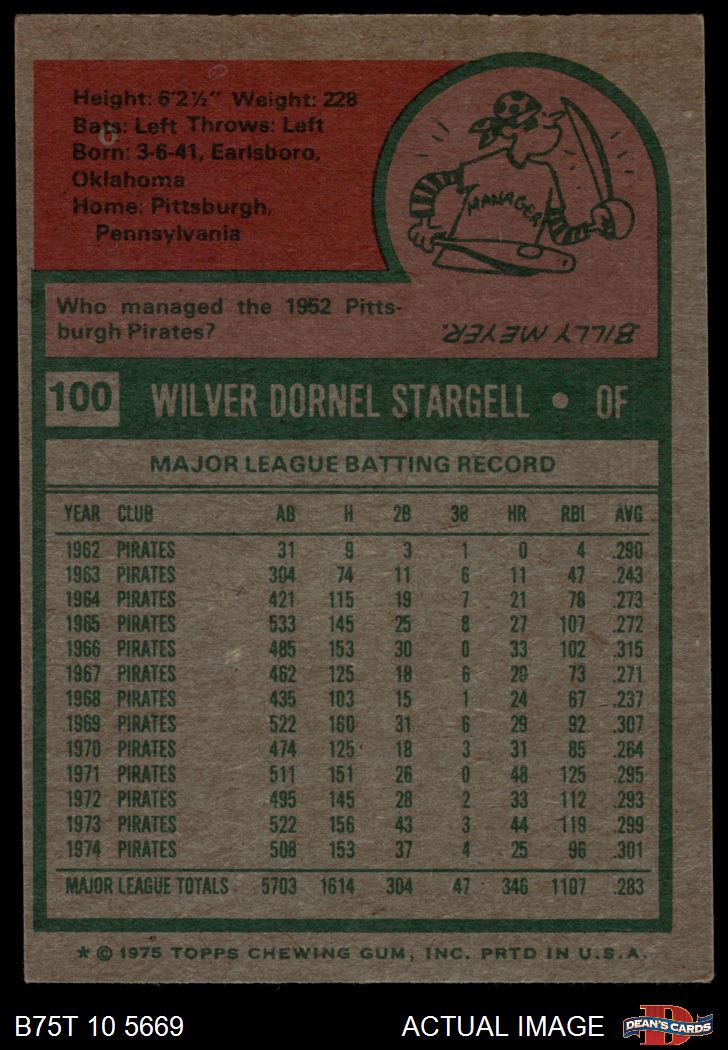 Height: 6'2½" Weight: 228
Bats: Left Throws: Left
Born: 3-6-41, Earlsboro,
Oklahoma
Home: Pittsburgh,
Pennsylvania
MANAGER
Who managed the 1952 Pitts-
burgh Pirates?
BILLY MEYER.
100 WILVER DORNEL STARGELL • OF
MAJOR LEAGUE BATTING RECORD
YEAR CLUB AB H 2B 3B HR RBI AVG
1962 PIRATES 31 9 3 1 0 4 .290
1963 PIRATES 304 74 11 6 11 47 .243
1964 PIRATES 421 115 19 7 21 78 .273
1965 PIRATES 533 145 25 8 27 107 .272
1966 PIRATES 485 153 30 0 33 102 .315
1967 PIRATES 462 125 18 6 20 73 .271
1968 PIRATES 435 103 15 1 24 67 .237
1969 PIRATES 522 160 31 6 29 92 .307
1970 PIRATES 474 125 18 3 31 85 .264
1971 PIRATES 511 151 26 0 48 125 .295
1972 PIRATES 495 145 28 2 33 112 .293
1973 PIRATES 522 156 43 3 44 119 .299
1974 PIRATES 508 153 37 4 25 96 .301
MAJOR LEAGUE TOTALS 5703 1614 304 47 346 1107 .283
* © 1975 TOPPS CHEWING GUM, INC. PRTD IN U.S.A.
B75T 10 5669 ACTUAL IMAGE
D
DEAN'S CARDS